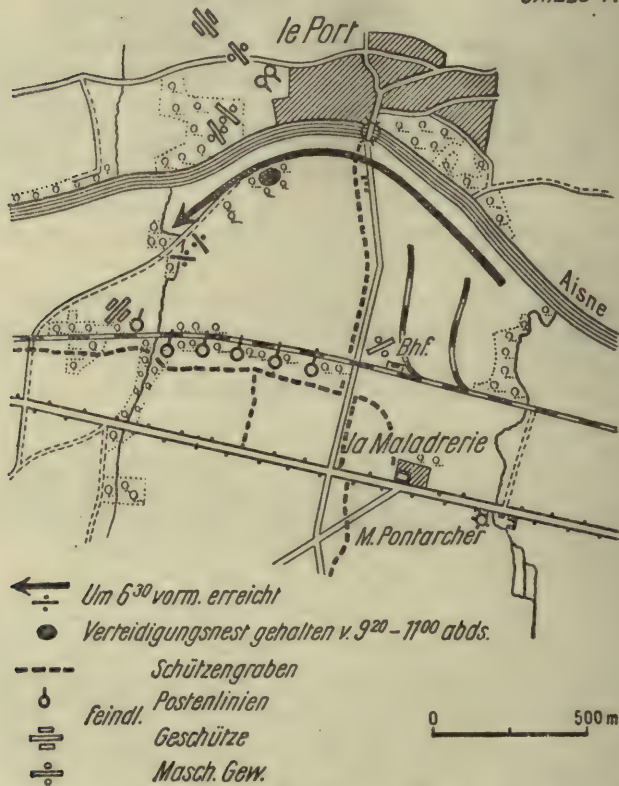 le Port
Aisne
Bhf.
la Maladrerie
M. Pontarcher
Um 6³⁰ vorm. erreicht
Verteidigungsnest gehalten v. 9²⁰ – 11⁰⁰ abds.
Schützengraben
Feindl. Postenlinien
Geschütze
Masch. Gew.
0 500 m